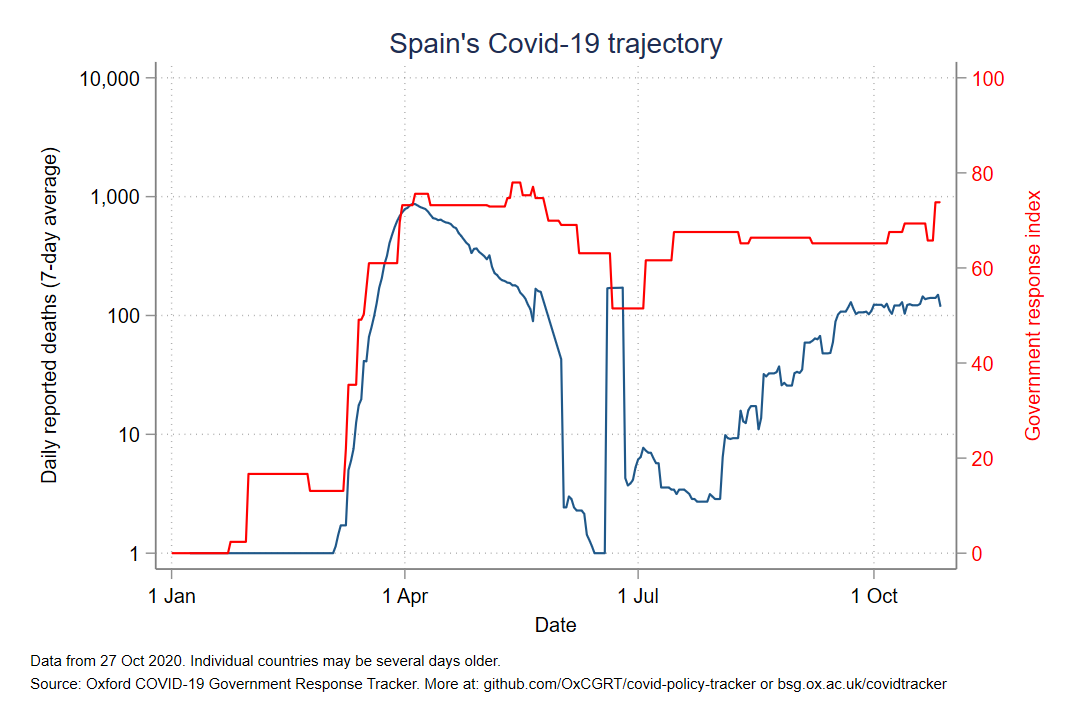 Spain's Covid-19 trajectory
10,000
1,000
100
10
1
Daily reported deaths (7-day average)
100
80
60
40
20
0
Government response index
1 Jan
1 Apr
1 Jul
1 Oct
Date
Data from 27 Oct 2020. Individual countries may be several days older.
Source: Oxford COVID-19 Government Response Tracker. More at: github.com/OxCGRT/covid-policy-tracker or bsg.ox.ac.uk/covidtracker